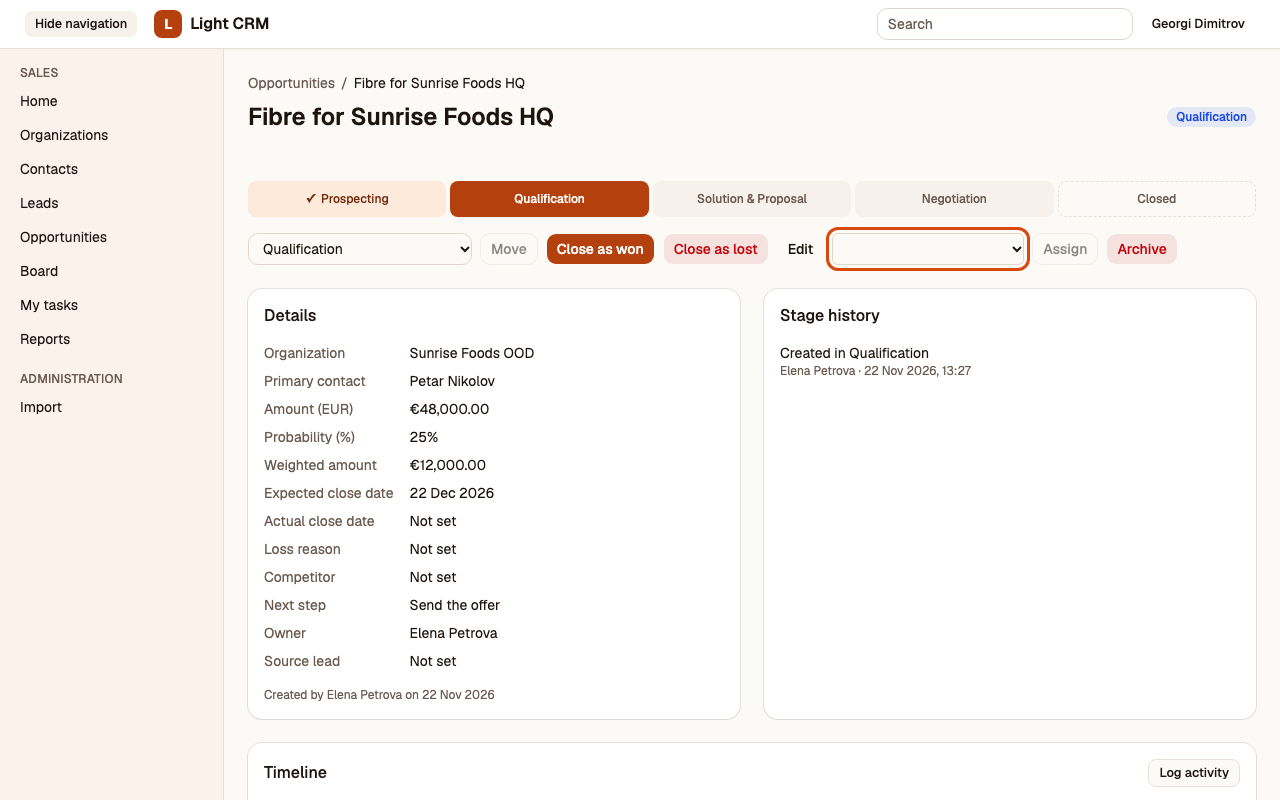 Hide navigation
L
Light CRM
Search
Georgi Dimitrov
SALES
Home
Organizations
Contacts
Leads
Opportunities
Board
My tasks
Reports
ADMINISTRATION
Import
Opportunities / Fibre for Sunrise Foods HQ
Fibre for Sunrise Foods HQ
Qualification
✓ Prospecting
Qualification
Solution & Proposal
Negotiation
Closed
Qualification
Move
Close as won
Close as lost
Edit
Assign
Archive
Details
Organization Sunrise Foods OOD
Primary contact Petar Nikolov
Amount (EUR) €48,000.00
Probability (%) 25%
Weighted amount €12,000.00
Expected close date 22 Dec 2026
Actual close date Not set
Loss reason Not set
Competitor Not set
Next step Send the offer
Owner Elena Petrova
Source lead Not set
Created by Elena Petrova on 22 Nov 2026
Stage history
Created in Qualification
Elena Petrova · 22 Nov 2026, 13:27
Timeline
Log activity